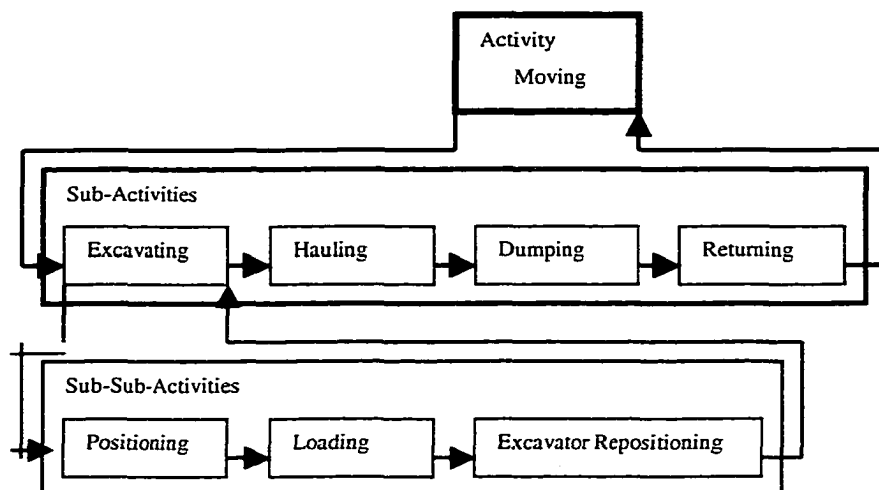 Activity
Moving
Sub-Activities
Excavating
Hauling
Dumping
Returning
Sub-Sub-Activities
Positioning
Loading
Excavator Repositioning